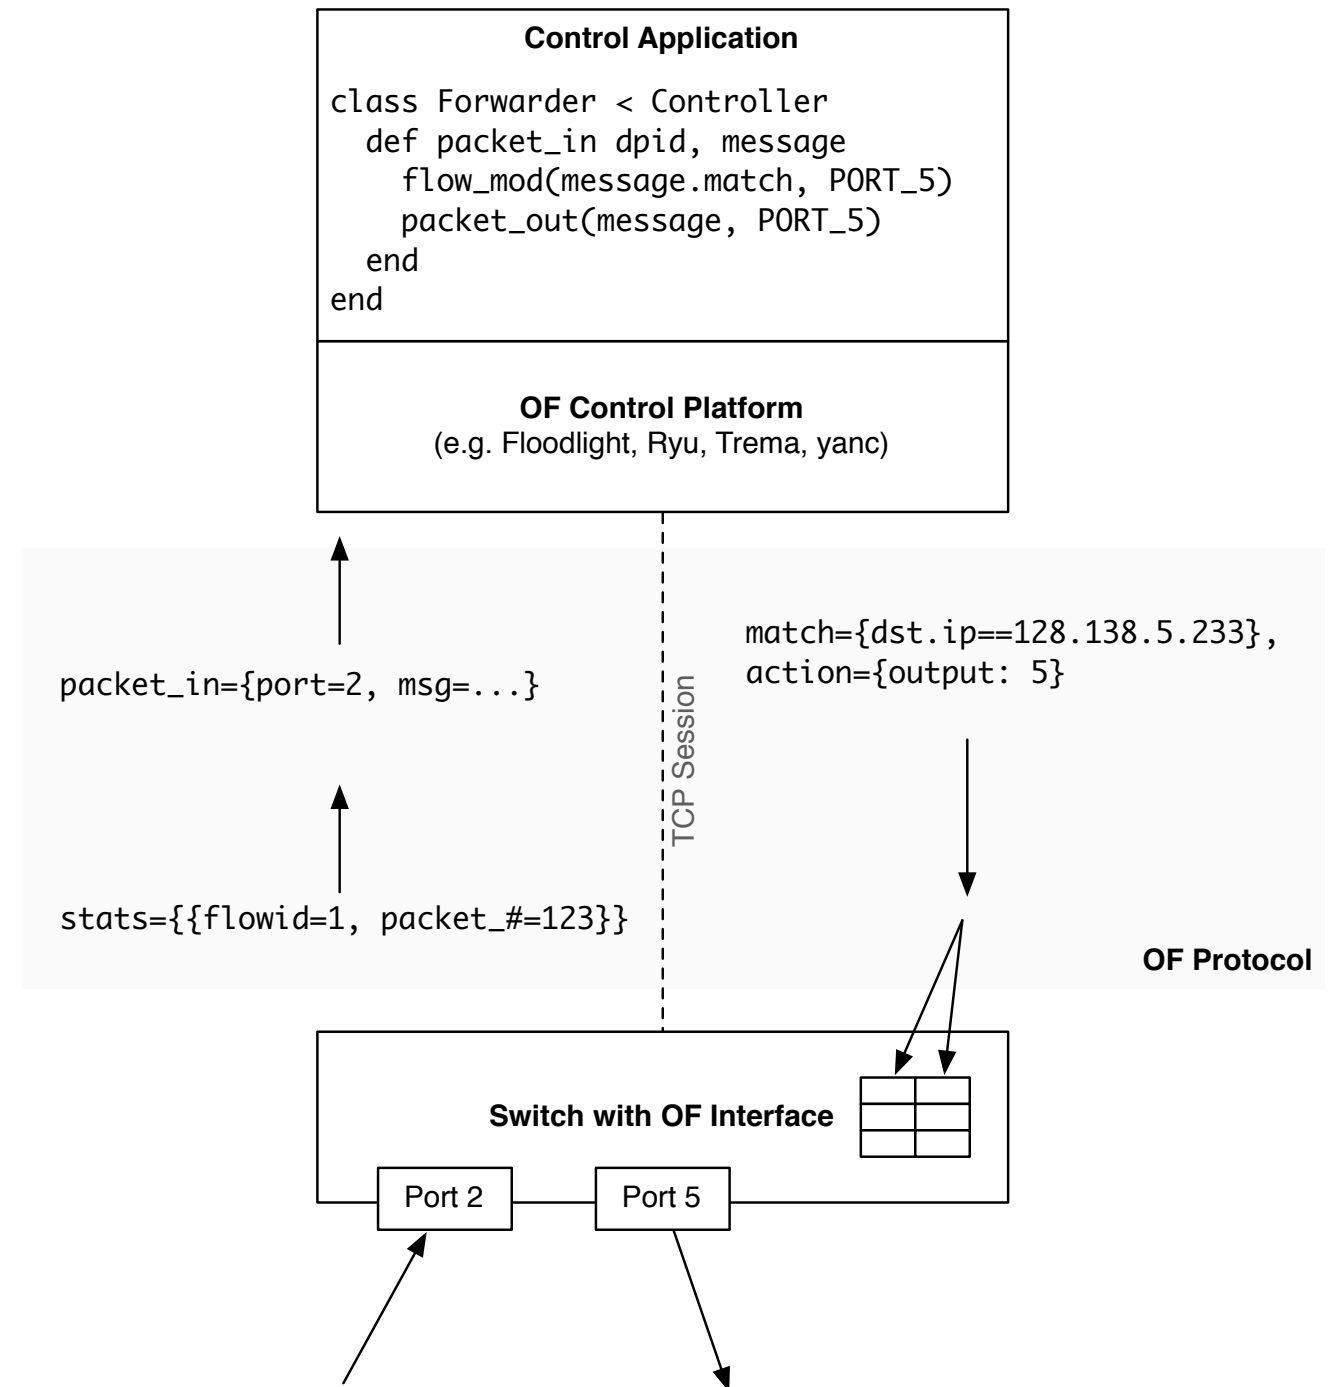 Control Application
class Forwarder < Controller
  def packet_in dpid, message
    flow_mod(message.match, PORT_5)
    packet_out(message, PORT_5)
  end
end
OF Control Platform
(e.g. Floodlight, Ryu, Trema, yanc)
packet_in={port=2, msg=...}
stats={{flowid=1, packet_#=123}}
TCP Session
match={dst.ip==128.138.5.233},
action={output: 5}
OF Protocol
Switch with OF Interface
Port 2
Port 5